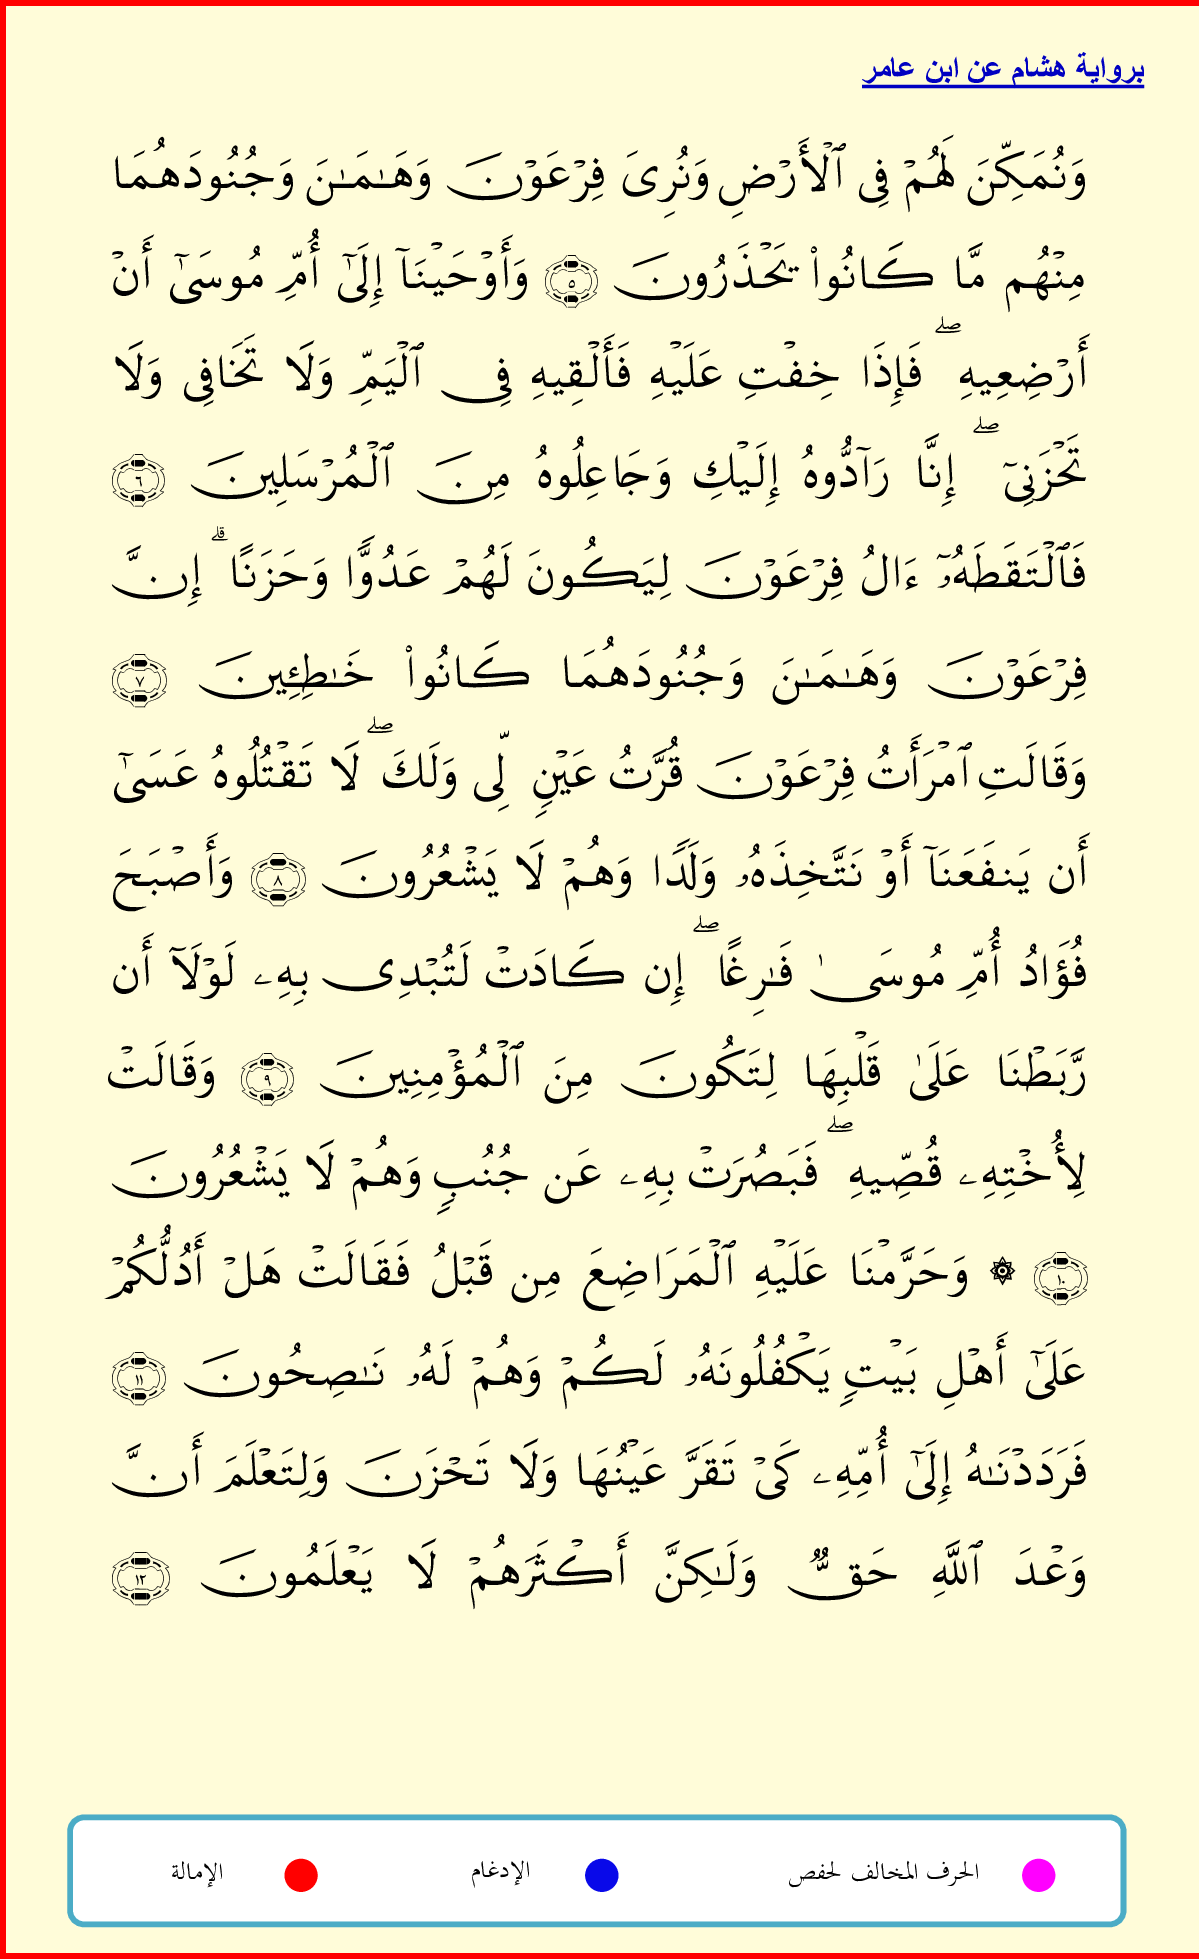 برواية هشام عن ابن عامر
وَنُمَكِّنَ لَهُمۡ فِي ٱلۡأَرۡضِ وَنُرِيَ فِرۡعَوۡنَ وَهَٰمَٰنَ وَجُنُودَهُمَا
مِنۡهُم مَّا كَانُواْ يَحۡذَرُونَ ٥ وَأَوۡحَيۡنَآ إِلَىٰٓ أُمِّ مُوسَىٰٓ أَنۡ
أَرۡضِعِيهِۖ فَإِذَا خِفۡتِ عَلَيۡهِ فَأَلۡقِيهِ فِي ٱلۡيَمِّ وَلَا تَخَافِي وَلَا
تَحۡزَنِيٓۖ إِنَّا رَآدُّوهُ إِلَيۡكِ وَجَاعِلُوهُ مِنَ ٱلۡمُرۡسَلِينَ ٦
فَٱلۡتَقَطَهُۥٓ ءَالُ فِرۡعَوۡنَ لِيَكُونَ لَهُمۡ عَدُوّٗا وَحَزَنًاۗ إِنَّ
فِرۡعَوۡنَ وَهَٰمَٰنَ وَجُنُودَهُمَا كَانُواْ خَٰطِـِٔينَ ٧
وَقَالَتِ ٱمۡرَأَتُ فِرۡعَوۡنَ قُرَّتُ عَيۡنٖ لِّي وَلَكَۖ لَا تَقۡتُلُوهُ عَسَىٰٓ
أَن يَنفَعَنَآ أَوۡ نَتَّخِذَهُۥ وَلَدٗا وَهُمۡ لَا يَشۡعُرُونَ ٨ وَأَصۡبَحَ
فُؤَادُ أُمِّ مُوسَىٰ فَٰرِغًاۖ إِن كَادَتۡ لَتُبۡدِي بِهِۦ لَوۡلَآ أَن
رَّبَطۡنَا عَلَىٰ قَلۡبِهَا لِتَكُونَ مِنَ ٱلۡمُؤۡمِنِينَ ٩ وَقَالَتۡ
لِأُخۡتِهِۦ قُصِّيهِۖ فَبَصُرَتۡ بِهِۦ عَن جُنُبٖ وَهُمۡ لَا يَشۡعُرُونَ
١٠ ۞ وَحَرَّمۡنَا عَلَيۡهِ ٱلۡمَرَاضِعَ مِن قَبۡلُ فَقَالَتۡ هَلۡ أَدُلُّكُمۡ
عَلَىٰٓ أَهۡلِ بَيۡتٖ يَكۡفُلُونَهُۥ لَكُمۡ وَهُمۡ لَهُۥ نَٰصِحُونَ ١١
فَرَدَدۡنَٰهُ إِلَىٰٓ أُمِّهِۦ كَيۡ تَقَرَّ عَيۡنُهَا وَلَا تَحۡزَنَ وَلِتَعۡلَمَ أَنَّ
وَعۡدَ ٱللَّهِ حَقّٞ وَلَٰكِنَّ أَكۡثَرَهُمۡ لَا يَعۡلَمُونَ ١٢
الحرف المخالف لحفص الإدغام الإمالة